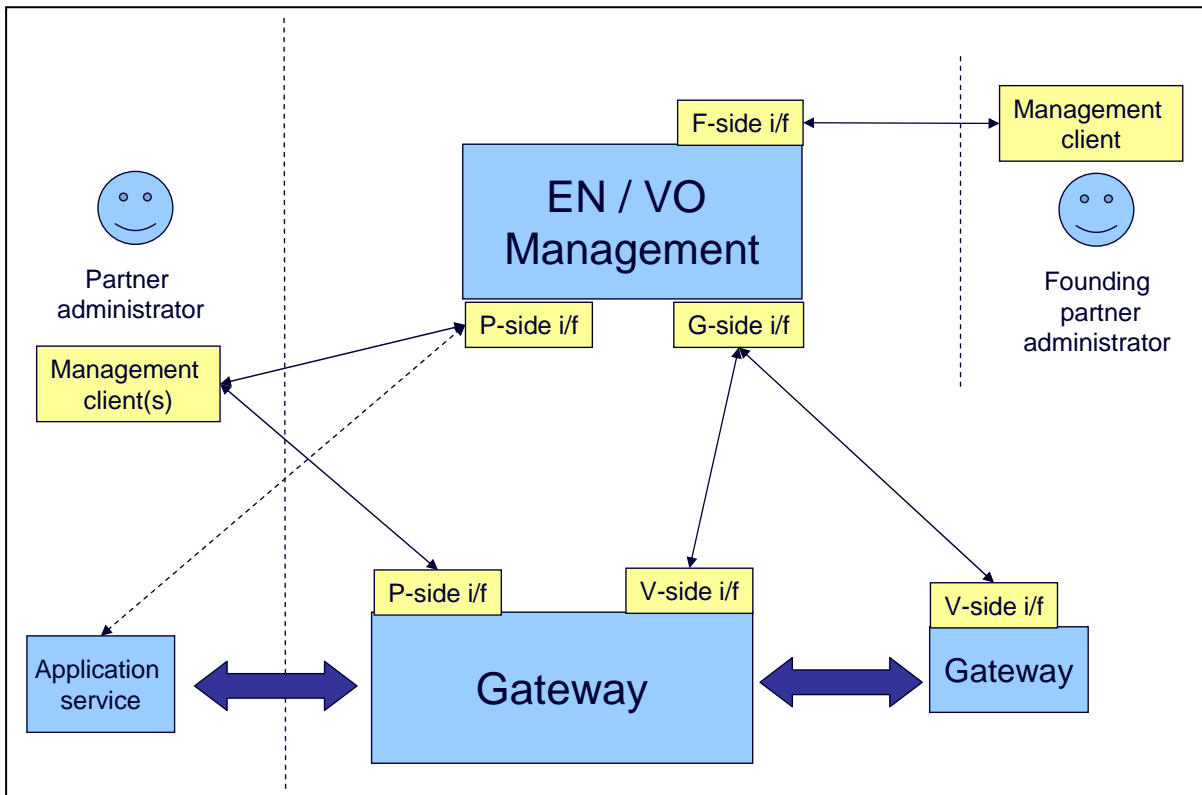 F-side i/f
Management
client
EN / VO
Management
Partner
administrator
Founding
partner
administrator
P-side i/f
G-side i/f
Management
client(s)
P-side i/f
V-side i/f
V-side i/f
Application
service
Gateway
Gateway